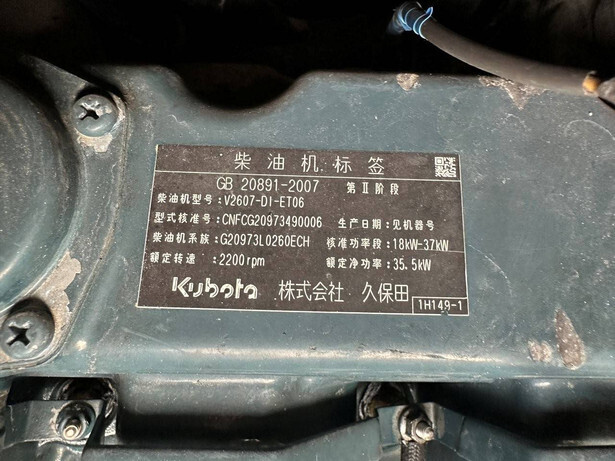 柴油机标签
GB 20891-2007 第Ⅱ阶段
柴油机型号: V2607-DI-ET06
型式核准号: CNFCG20973490006 生产日期: 见机器号
柴油机系族: G20973L0260ECH 核准功率段: 18kW-37kW
额定转速: 2200rpm 额定净功率: 35.5kW
Kubota 株式会社 久保田
1H149-1